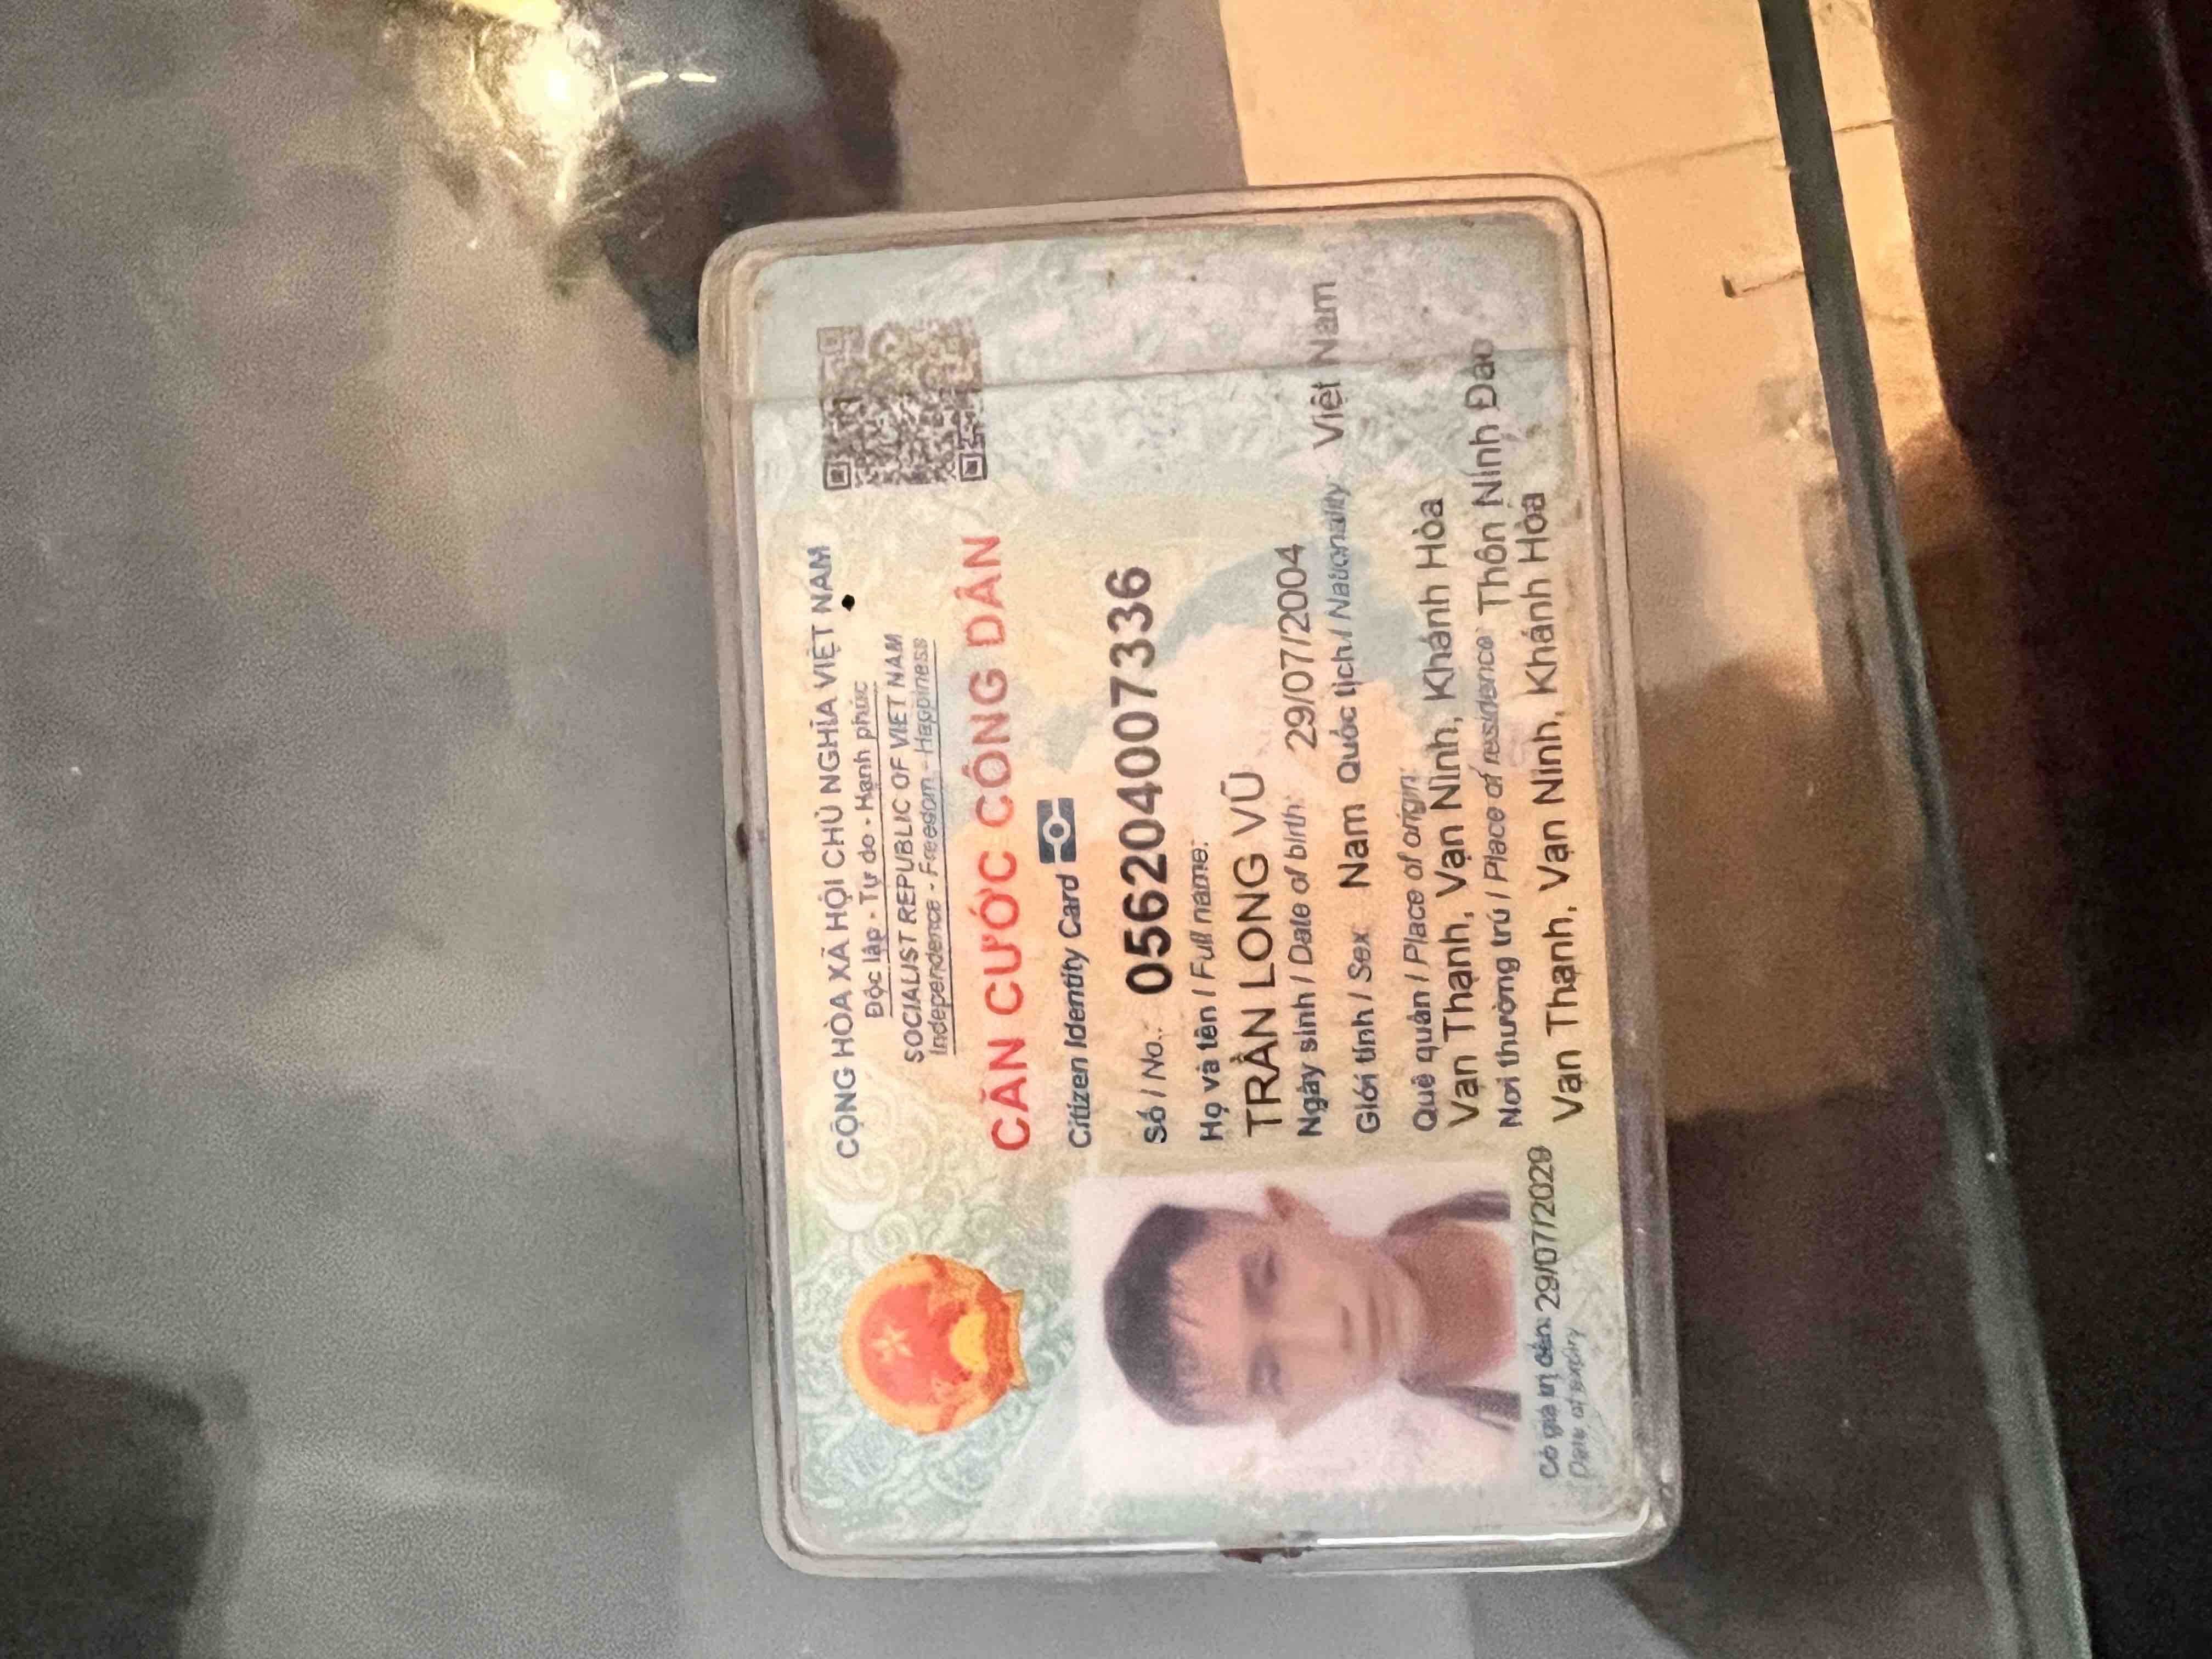 CỘNG HÒA XÃ HỘI CHỦ NGHĨA VIỆT NAM
Độc lập - Tự do - Hạnh phúc
SOCIALIST REPUBLIC OF VIET NAM
Independence - Freedom - Happiness
CĂN CƯỚC CÔNG DÂN
Citizen Identity Card
Số / No.: 056204007336
Họ và tên / Full name:
TRẦN LONG VŨ
Ngày sinh / Date of birth: 29/07/2004
Giới tính / Sex: Nam Quốc tịch / Nationality: Việt Nam
Quê quán / Place of origin:
Vạn Thạnh, Vạn Ninh, Khánh Hòa
Nơi thường trú / Place of residence: Thôn Ninh Đảo
Vạn Thạnh, Vạn Ninh, Khánh Hòa
Có giá trị đến: 29/07/2029
Date of expiry